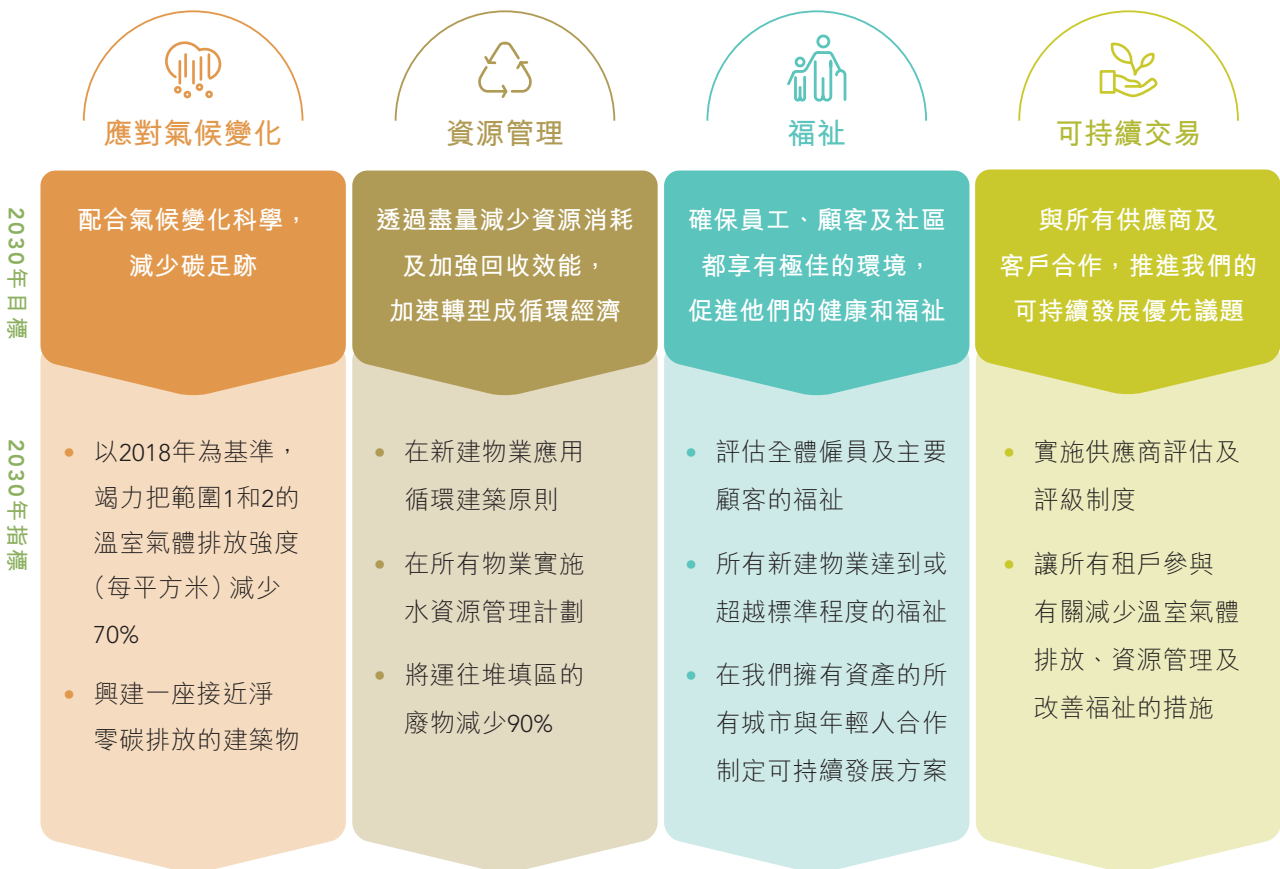 應對氣候變化
資源管理
福祉
可持續交易
2030年目標
配合氣候變化科學，
減少碳足跡
透過盡量減少資源消耗
及加強回收效能，
加速轉型成循環經濟
確保員工、顧客及社區
都享有極佳的環境，
促進他們的健康和福祉
與所有供應商及
客戶合作，推進我們的
可持續發展優先議題
2030年指標
• 以2018年為基準，
竭力把範圍1和2的
溫室氣體排放強度
（每平方米）減少
70%
• 興建一座接近淨
零碳排放的建築物
• 在新建物業應用
循環建築原則
• 在所有物業實施
水資源管理計劃
• 將運往堆填區的
廢物減少90%
• 評估全體僱員及主要
顧客的福祉
• 所有新建物業達到或
超越標準程度的福祉
• 在我們擁有資產的所
有城市與年輕人合作
制定可持續發展方案
• 實施供應商評估及
評級制度
• 讓所有租戶參與
有關減少溫室氣體
排放、資源管理及
改善福祉的措施